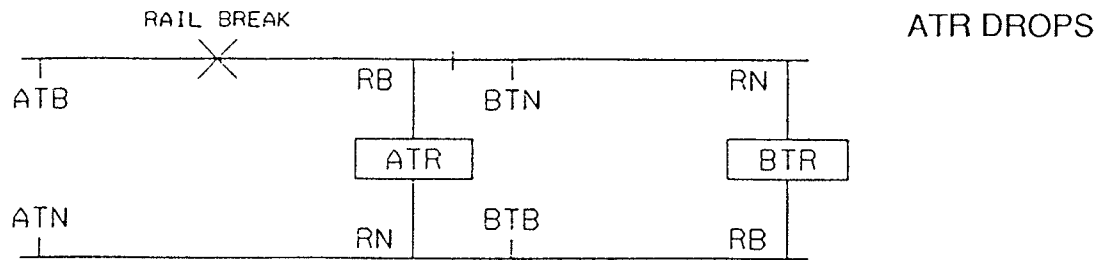 RAIL BREAK
ATR DROPS
ATB
RB
BTN
RN
ATR
BTR
ATN
RN
BTB
RB